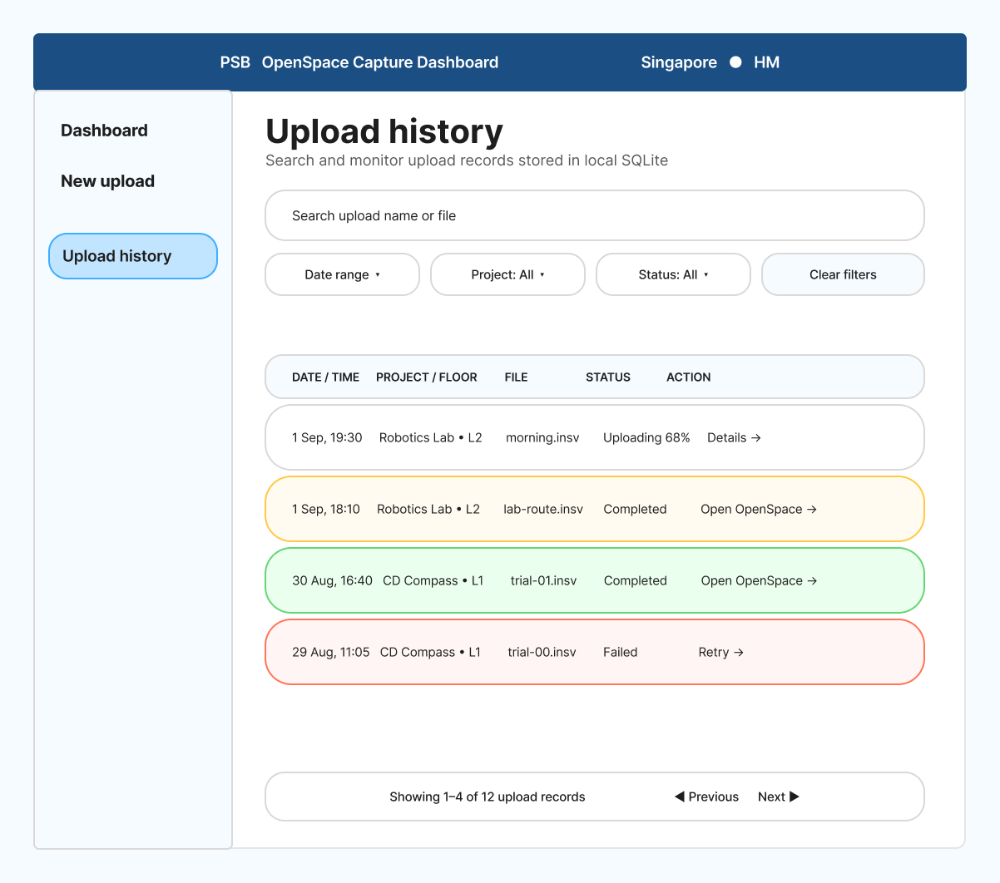 PSB OpenSpace Capture Dashboard Singapore ● HM
Dashboard
New upload
Upload history
Upload history
Search and monitor upload records stored in local SQLite
Search upload name or file
Date range ▾ Project: All ▾ Status: All ▾ Clear filters
DATE / TIME PROJECT / FLOOR FILE STATUS ACTION
1 Sep, 19:30 Robotics Lab • L2 morning.insv Uploading 68% Details →
1 Sep, 18:10 Robotics Lab • L2 lab-route.insv Completed Open OpenSpace →
30 Aug, 16:40 CD Compass • L1 trial-01.insv Completed Open OpenSpace →
29 Aug, 11:05 CD Compass • L1 trial-00.insv Failed Retry →
Showing 1–4 of 12 upload records ◀ Previous Next ▶